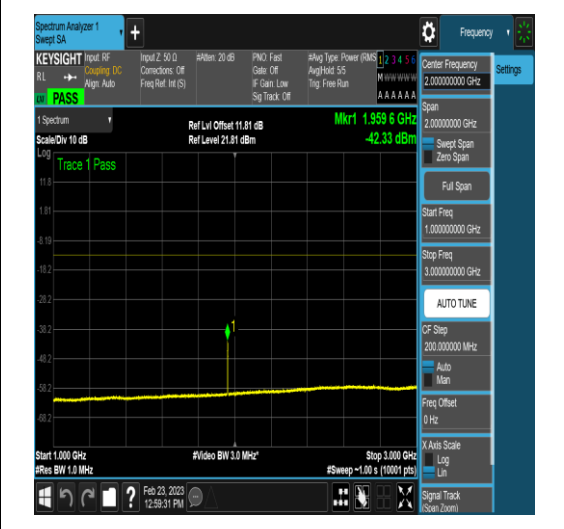 Spectrum Analyzer 1
Swept SA
+
Frequency
KEYSIGHT
RL
PASS
Input: RF
Coupling: DC
Align: Auto
Input Z: 50 Ω
Corrections: Off
Freq Ref: Int (S)
#Atten: 20 dB
PNO: Fast
Gate: Off
IF Gain: Low
Sig Track: Off
#Avg Type: Power (RMS
Avg|Hold: 5/5
Trig: Free Run
1 2 3 4 5 6
M W W W W W
A A A A A A
1 Spectrum
Scale/Div 10 dB
Ref Lvl Offset 11.81 dB
Ref Level 21.81 dBm
Mkr1 1.959 6 GHz
-42.33 dBm
Log
Trace 1 Pass
11.8
1.81
-8.19
-18.2
-28.2
-38.2
-48.2
-58.2
-68.2
1
Start 1.000 GHz
#Res BW 1.0 MHz
#Video BW 3.0 MHz*
Stop 3.000 GHz
#Sweep ~1.00 s (10001 pts)
Center Frequency
2.000000000 GHz
Settings
Span
2.00000000 GHz
Swept Span
Zero Span
Full Span
Start Freq
1.000000000 GHz
Stop Freq
3.000000000 GHz
AUTO TUNE
CF Step
200.000000 MHz
Auto
Man
Freq Offset
0 Hz
X Axis Scale
Log
Lin
Signal Track
(Span Zoom)
?
Feb 23, 2023
12:59:31 PM